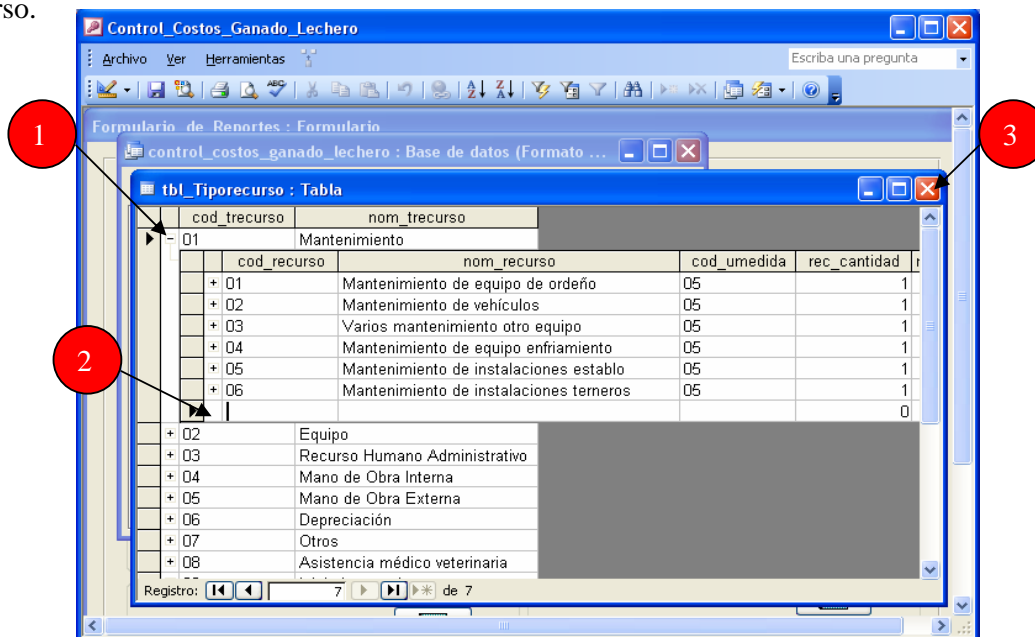 rso.
Control_Costos_Ganado_Lechero
Archivo Ver Herramientas Escriba una pregunta
Formulario de Reportes : Formulario
control_costos_ganado_lechero : Base de datos (Formato ...
tbl_Tiporecurso : Tabla
1
2
3
cod_trecurso nom_trecurso
- 01 Mantenimiento
cod_recurso nom_recurso cod_umedida rec_cantidad
+ 01 Mantenimiento de equipo de ordeño 05 1
+ 02 Mantenimiento de vehículos 05 1
+ 03 Varios mantenimiento otro equipo 05 1
+ 04 Mantenimiento de equipo enfriamiento 05 1
+ 05 Mantenimiento de instalaciones establo 05 1
+ 06 Mantenimiento de instalaciones terneros 05 1
0
+ 02 Equipo
+ 03 Recurso Humano Administrativo
+ 04 Mano de Obra Interna
+ 05 Mano de Obra Externa
+ 06 Depreciación
+ 07 Otros
+ 08 Asistencia médico veterinaria
Registro: 7 de 7